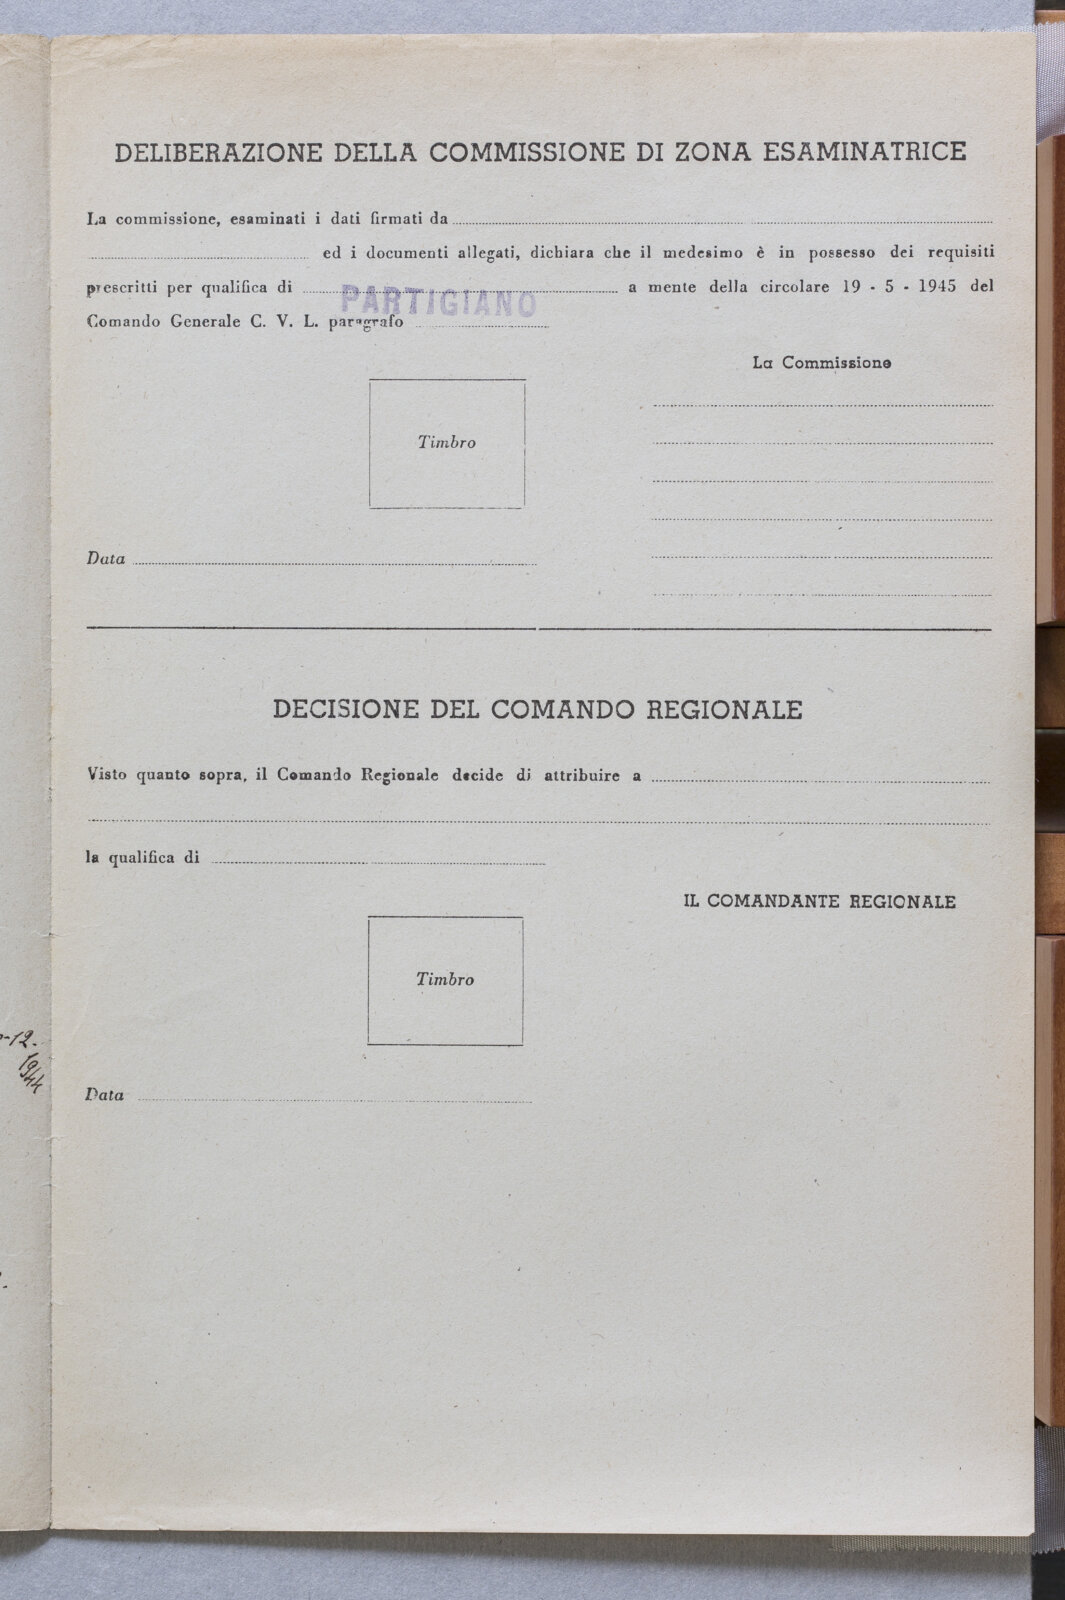 DELIBERAZIONE DELLA COMMISSIONE DI ZONA ESAMINATRICE
La commissione, esaminati i dati firmati da
ed i documenti allegati, dichiara che il medesimo è in possesso dei requisiti
prescritti per qualifica di PARTIGIANO a mente della circolare 19 - 5 - 1945 del
Comando Generale C. V. L. paragrafo
La Commissione
Timbro
Data
DECISIONE DEL COMANDO REGIONALE
Visto quanto sopra, il Comando Regionale decide di attribuire a
la qualifica di
IL COMANDANTE REGIONALE
Timbro
-12.
1944
Data